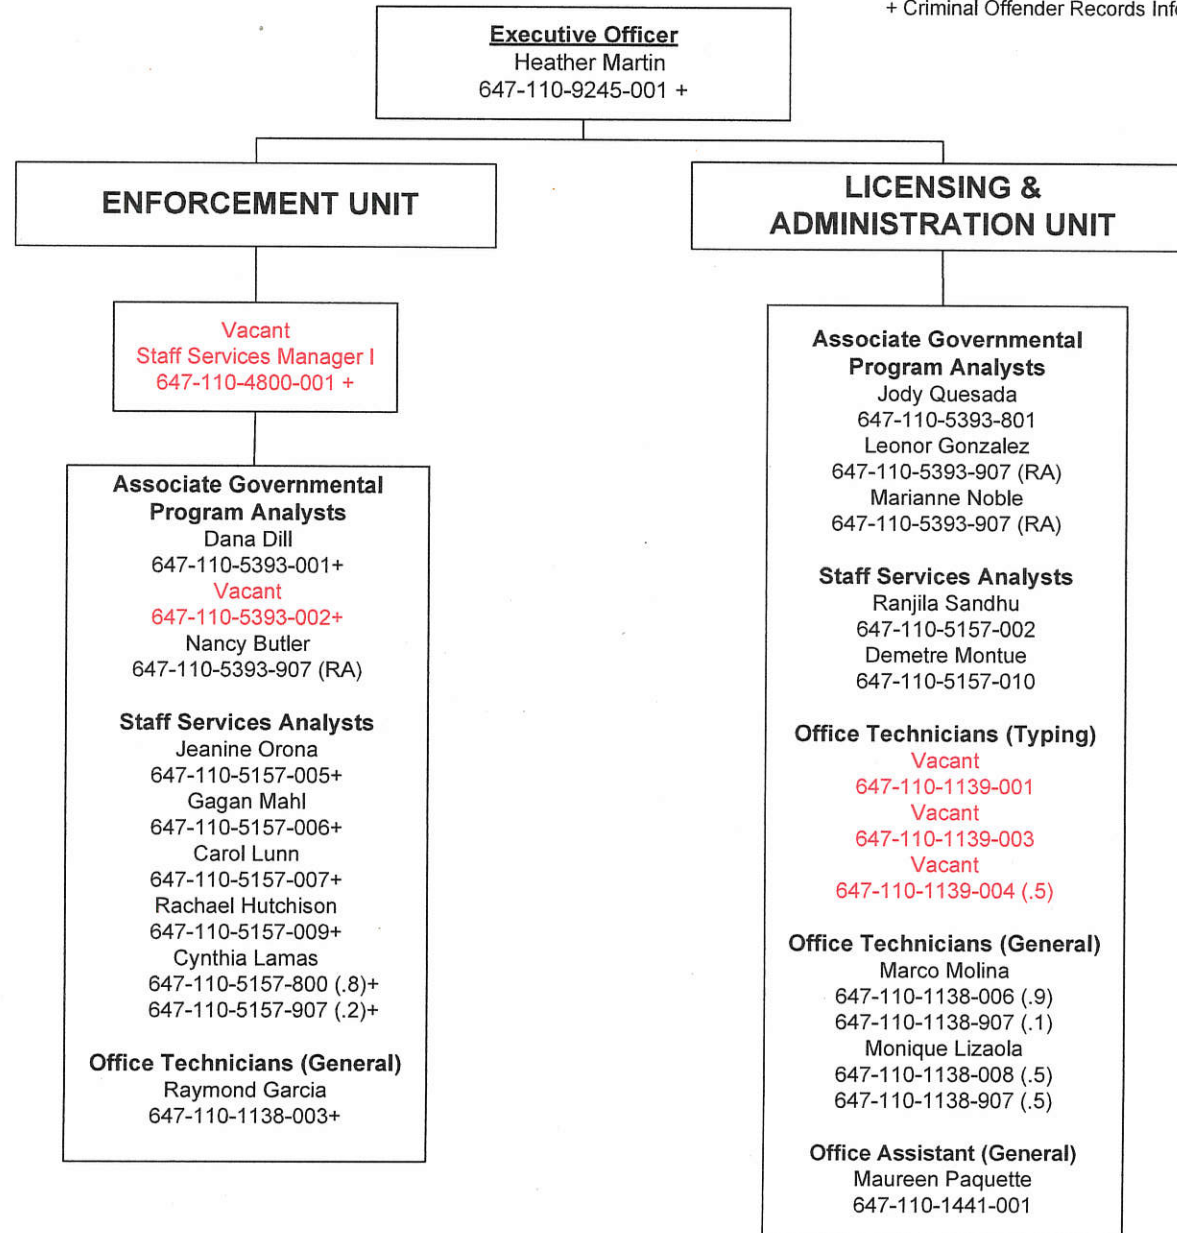 + Criminal Offender Records Info
Executive Officer
Heather Martin
647-110-9245-001 +
ENFORCEMENT UNIT
Vacant
Staff Services Manager I
647-110-4800-001 +
Associate Governmental
Program Analysts
Dana Dill
647-110-5393-001+
Vacant
647-110-5393-002+
Nancy Butler
647-110-5393-907 (RA)
Staff Services Analysts
Jeanine Orona
647-110-5157-005+
Gagan Mahl
647-110-5157-006+
Carol Lunn
647-110-5157-007+
Rachael Hutchison
647-110-5157-009+
Cynthia Lamas
647-110-5157-800 (.8)+
647-110-5157-907 (.2)+
Office Technicians (General)
Raymond Garcia
647-110-1138-003+
LICENSING &
ADMINISTRATION UNIT
Associate Governmental
Program Analysts
Jody Quesada
647-110-5393-801
Leonor Gonzalez
647-110-5393-907 (RA)
Marianne Noble
647-110-5393-907 (RA)
Staff Services Analysts
Ranjila Sandhu
647-110-5157-002
Demetre Montue
647-110-5157-010
Office Technicians (Typing)
Vacant
647-110-1139-001
Vacant
647-110-1139-003
Vacant
647-110-1139-004 (.5)
Office Technicians (General)
Marco Molina
647-110-1138-006 (.9)
647-110-1138-907 (.1)
Monique Lizaola
647-110-1138-008 (.5)
647-110-1138-907 (.5)
Office Assistant (General)
Maureen Paquette
647-110-1441-001